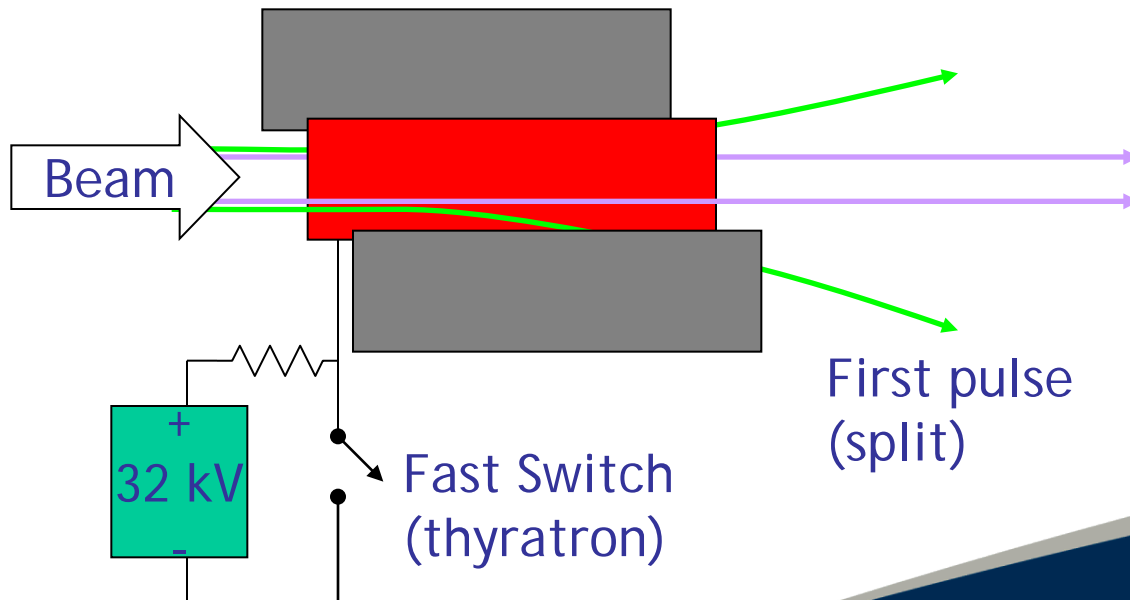 Beam
First pulse
(split)
+
32 kV
-
Fast Switch
(thyratron)